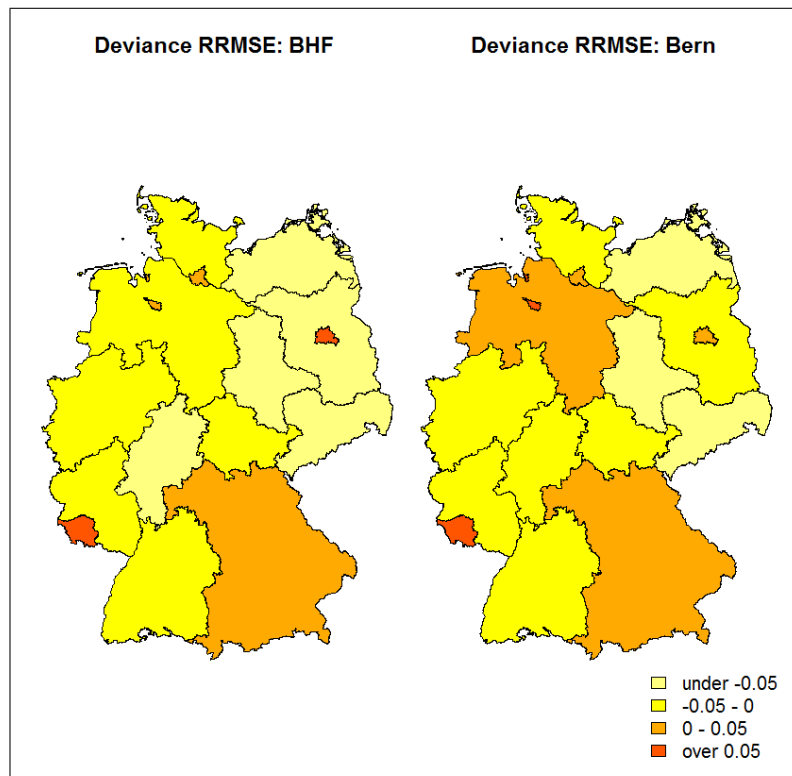 Deviance RRMSE: BHF
Deviance RRMSE: Bern
under -0.05
-0.05 - 0
0 - 0.05
over 0.05